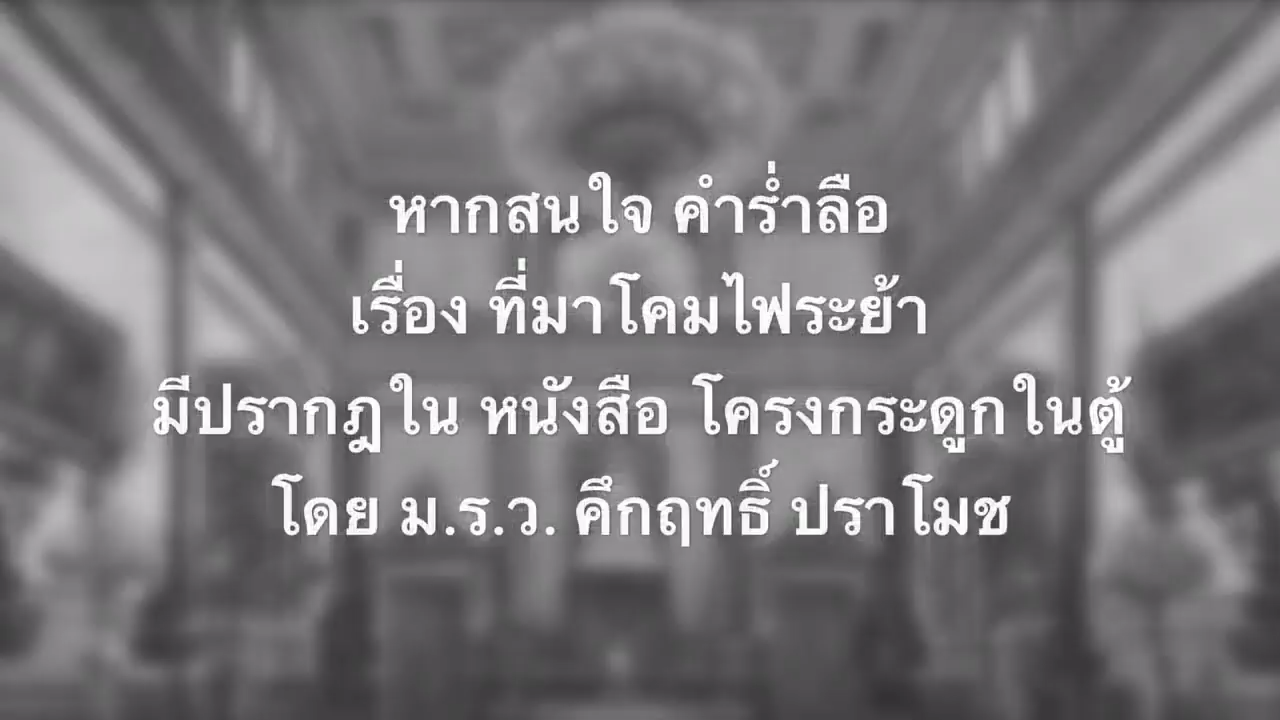 หากสนใจ คำร่ำลือ
เรื่อง ที่มาโคมไฟระย้า
มีปรากฎใน หนังสือ โครงกระดูกในตู้
โดย ม.ร.ว. คึกฤทธิ์ ปราโมช